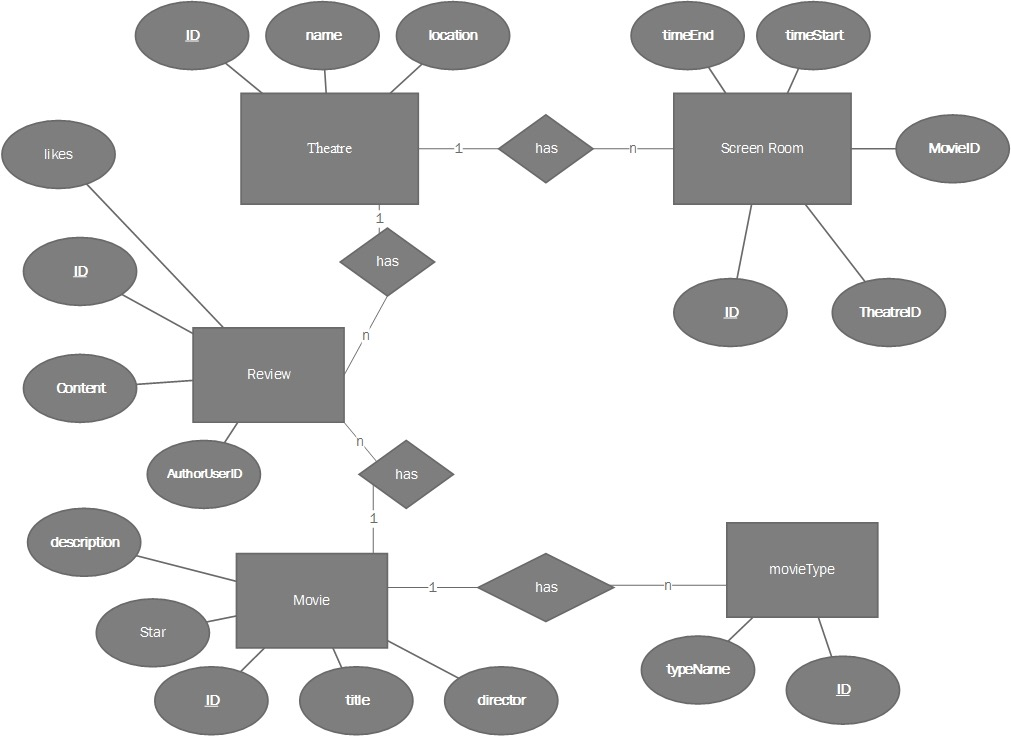 ID
name
location
timeEnd
timeStart
likes
Theatre
1
has
n
Screen Room
MovieID
1
has
ID
ID
TheatreID
n
Review
Content
n
has
AuthorUserID
1
description
Movie
1
has
n
movieType
Star
typeName
ID
ID
title
director